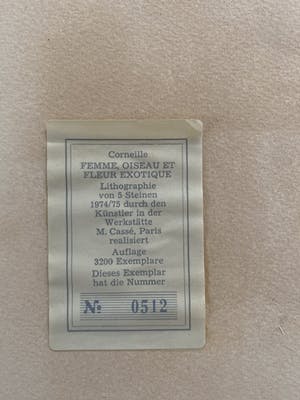 Corneille
FEMME, OISEAU ET
FLEUR EXOTIQUE
Lithographie
von 5 Steinen
1974/75 durch den
Künstler in der
Werkstätte
M. Cassé, Paris
realisiert
Auflage
3200 Exemplare
Dieses Exemplar
hat die Nummer
№ 0512